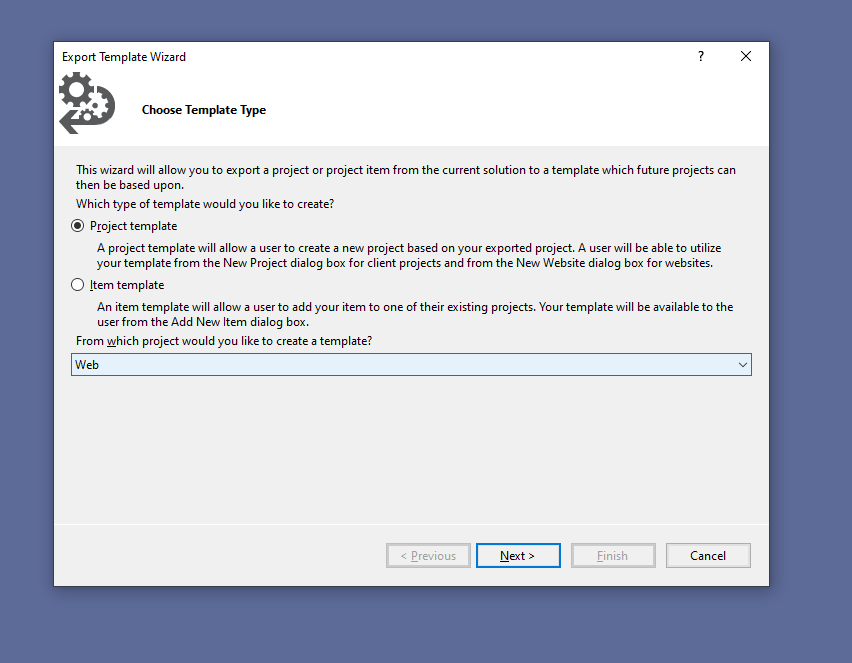 Export Template Wizard
?
Choose Template Type
This wizard will allow you to export a project or project item from the current solution to a template which future projects can
then be based upon.
Which type of template would you like to create?
Project template
A project template will allow a user to create a new project based on your exported project. A user will be able to utilize
your template from the New Project dialog box for client projects and from the New Website dialog box for websites.
Item template
An item template will allow a user to add your item to one of their existing projects. Your template will be available to the
user from the Add New Item dialog box.
From which project would you like to create a template?
Web
< Previous
Next >
Finish
Cancel